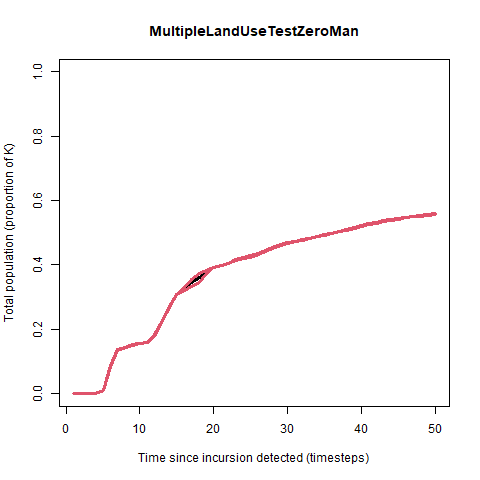 MultipleLandUseTestZeroMan
Total population (proportion of K)
1.0
0.8
0.6
0.4
0.2
0.0
0 10 20 30 40 50
Time since incursion detected (timesteps)